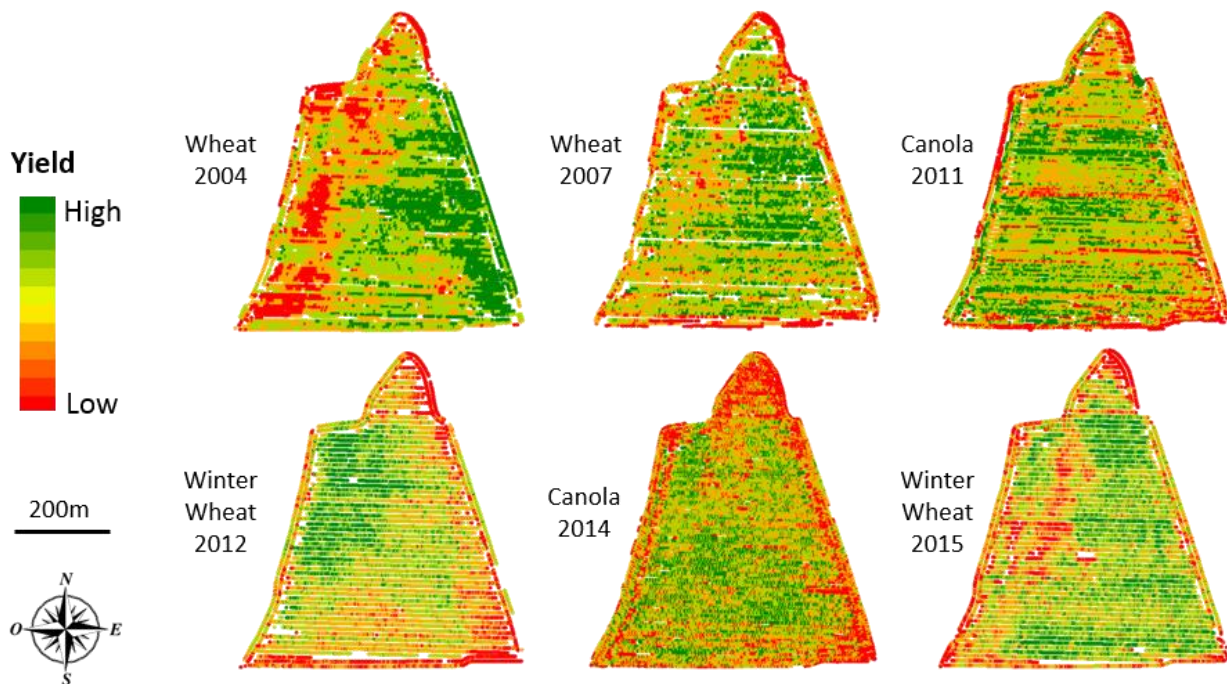 Yield
High
Low
200m
N
O
E
S
Wheat
2004
Wheat
2007
Canola
2011
Winter
Wheat
2012
Canola
2014
Winter
Wheat
2015